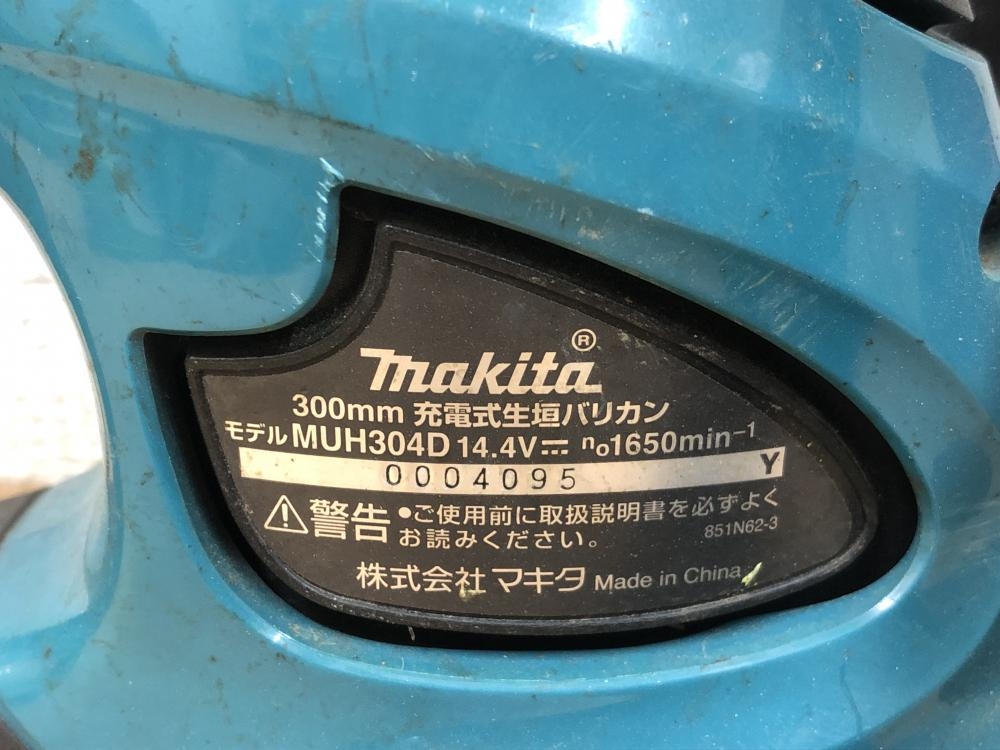 makita®
300mm 充電式生垣バリカン
モデル MUH304D 14.4V⎓ n₀1650min⁻¹
0004095 Y
⚠警告 •ご使用前に取扱説明書を必ずよく
お読みください。 851N62-3
株式会社マキタ Made in China